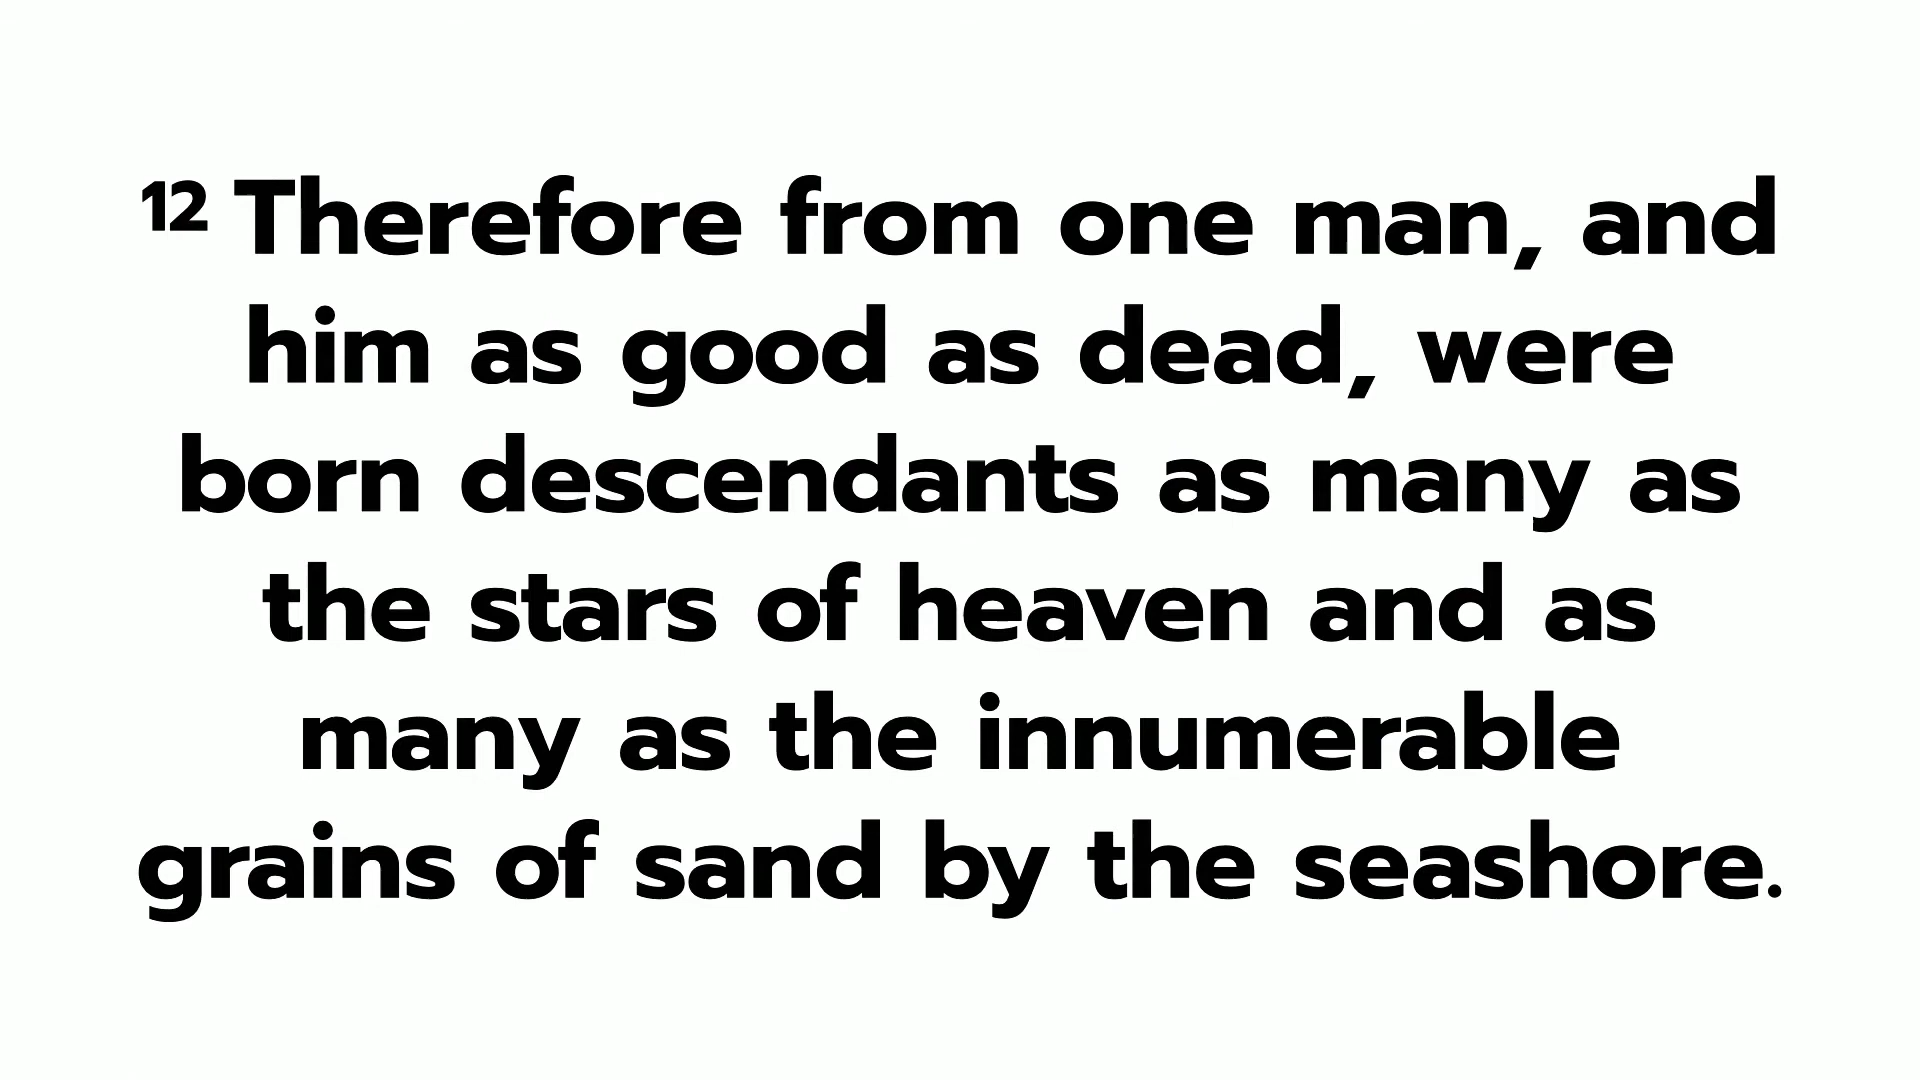 12 Therefore from one man, and
him as good as dead, were
born descendants as many as
the stars of heaven and as
many as the innumerable
grains of sand by the seashore.